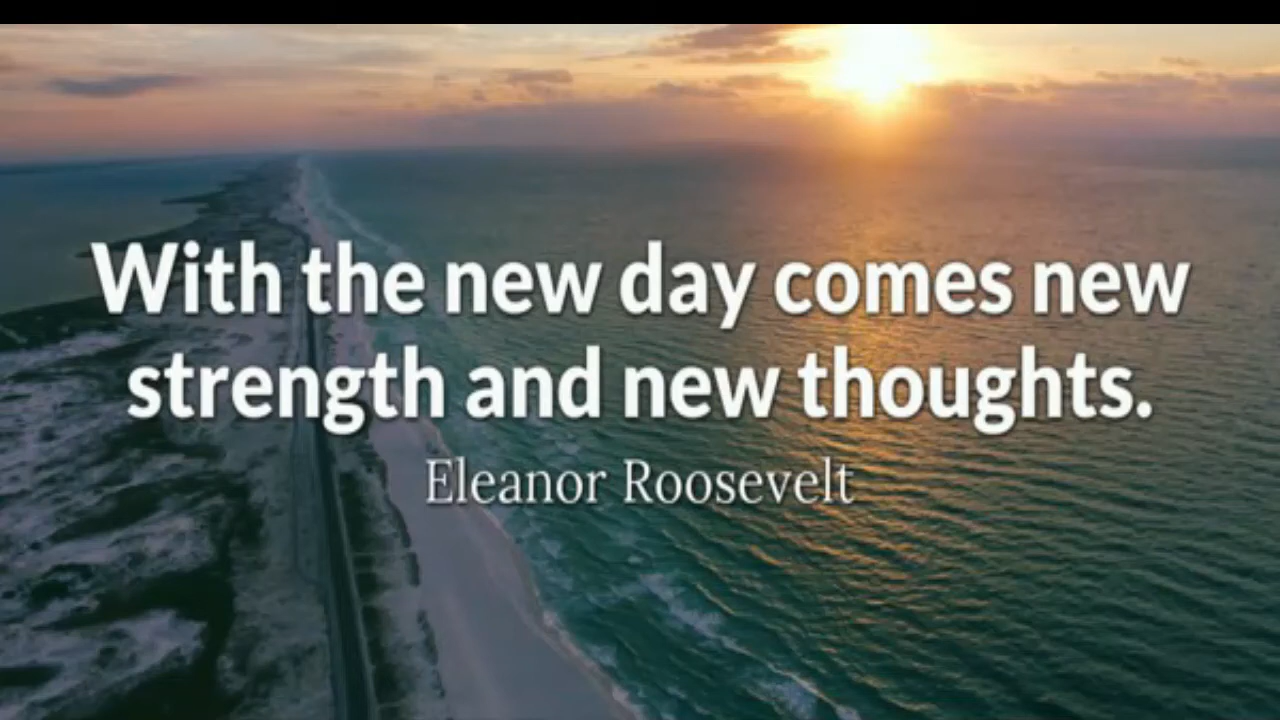 With the new day comes new
strength and new thoughts.
Eleanor Roosevelt